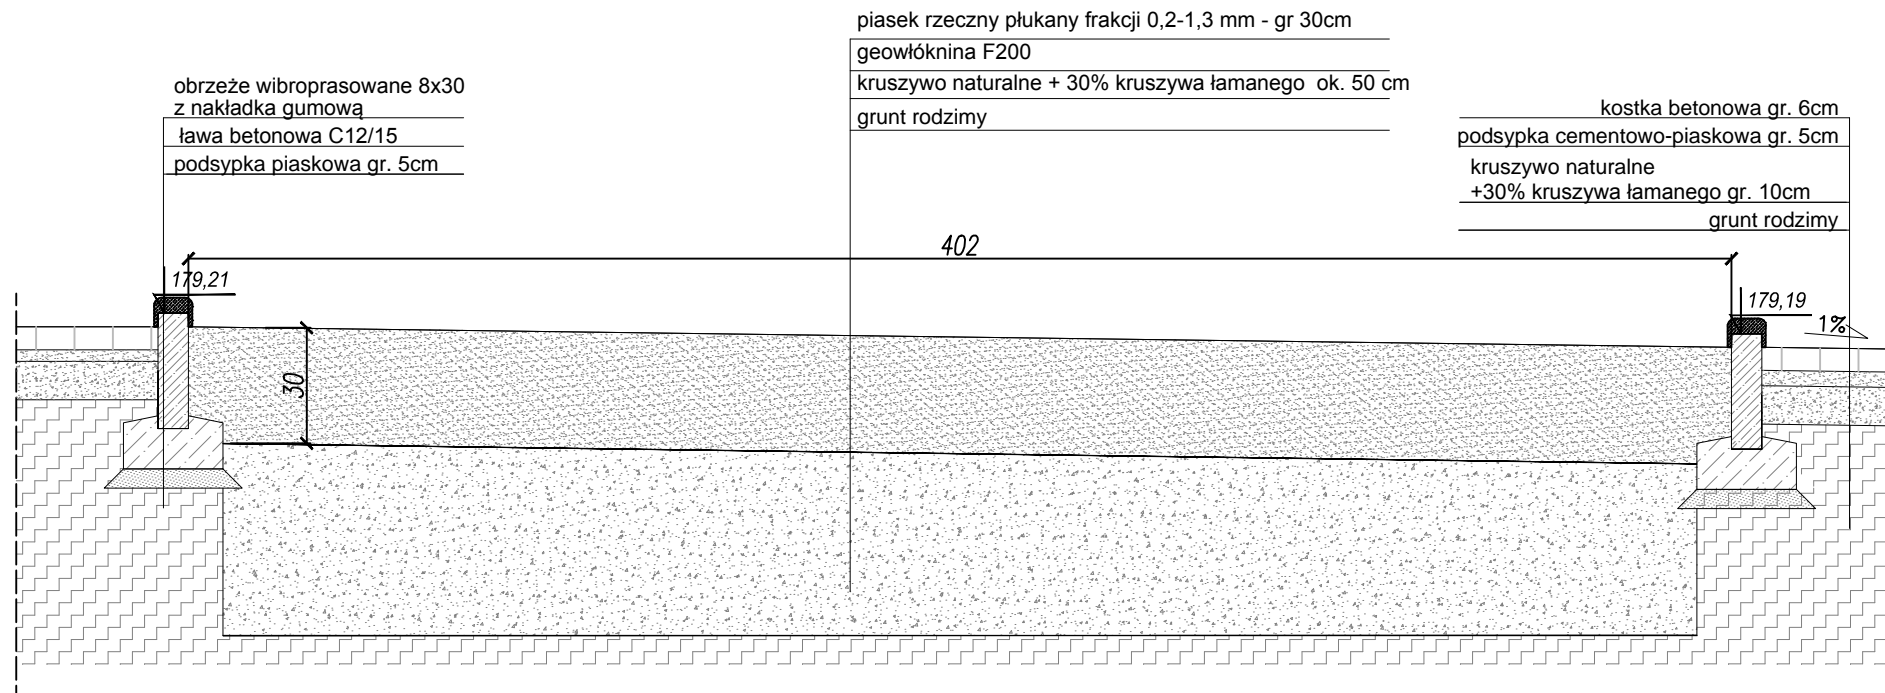 piasek rzeczny płukany frakcji 0,2-1,3 mm - gr 30cm
geowłóknina F200
kruszywo naturalne + 30% kruszywa łamanego ok. 50 cm
grunt rodzimy
obrzeże wibroprasowane 8x30
z nakładka gumową
ława betonowa C12/15
podsypka piaskowa gr. 5cm
kostka betonowa gr. 6cm
podsypka cementowo-piaskowa gr. 5cm
kruszywo naturalne
+30% kruszywa łamanego gr. 10cm
grunt rodzimy
402
179,21
179,19
1%
30